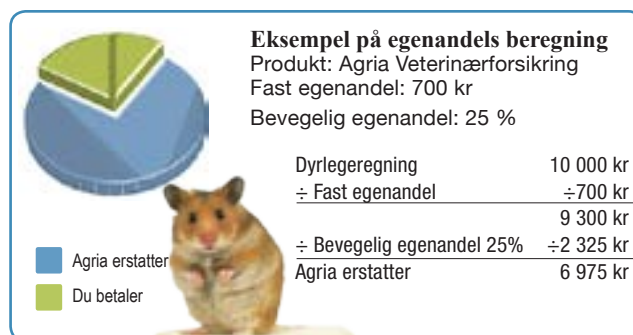 Eksempel på egenandels beregning
Produkt: Agria Veterinærforsikring
Fast egenandel: 700 kr
Bevegelig egenandel: 25 %
Dyrlegeregning 10 000 kr
÷ Fast egenandel ÷700 kr
9 300 kr
÷ Bevegelig egenandel 25% ÷2 325 kr
Agria erstatter 6 975 kr
Agria erstatter
Du betaler